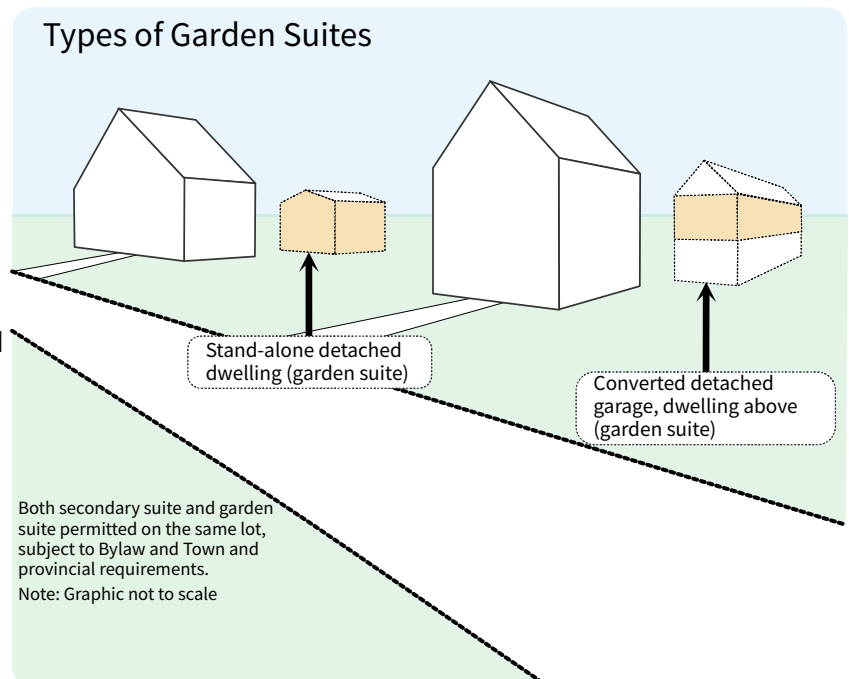 Types of Garden Suites
Stand-alone detached
dwelling (garden suite)
Converted detached
garage, dwelling above
(garden suite)
Both secondary suite and garden
suite permitted on the same lot,
subject to Bylaw and Town and
provincial requirements.
Note: Graphic not to scale